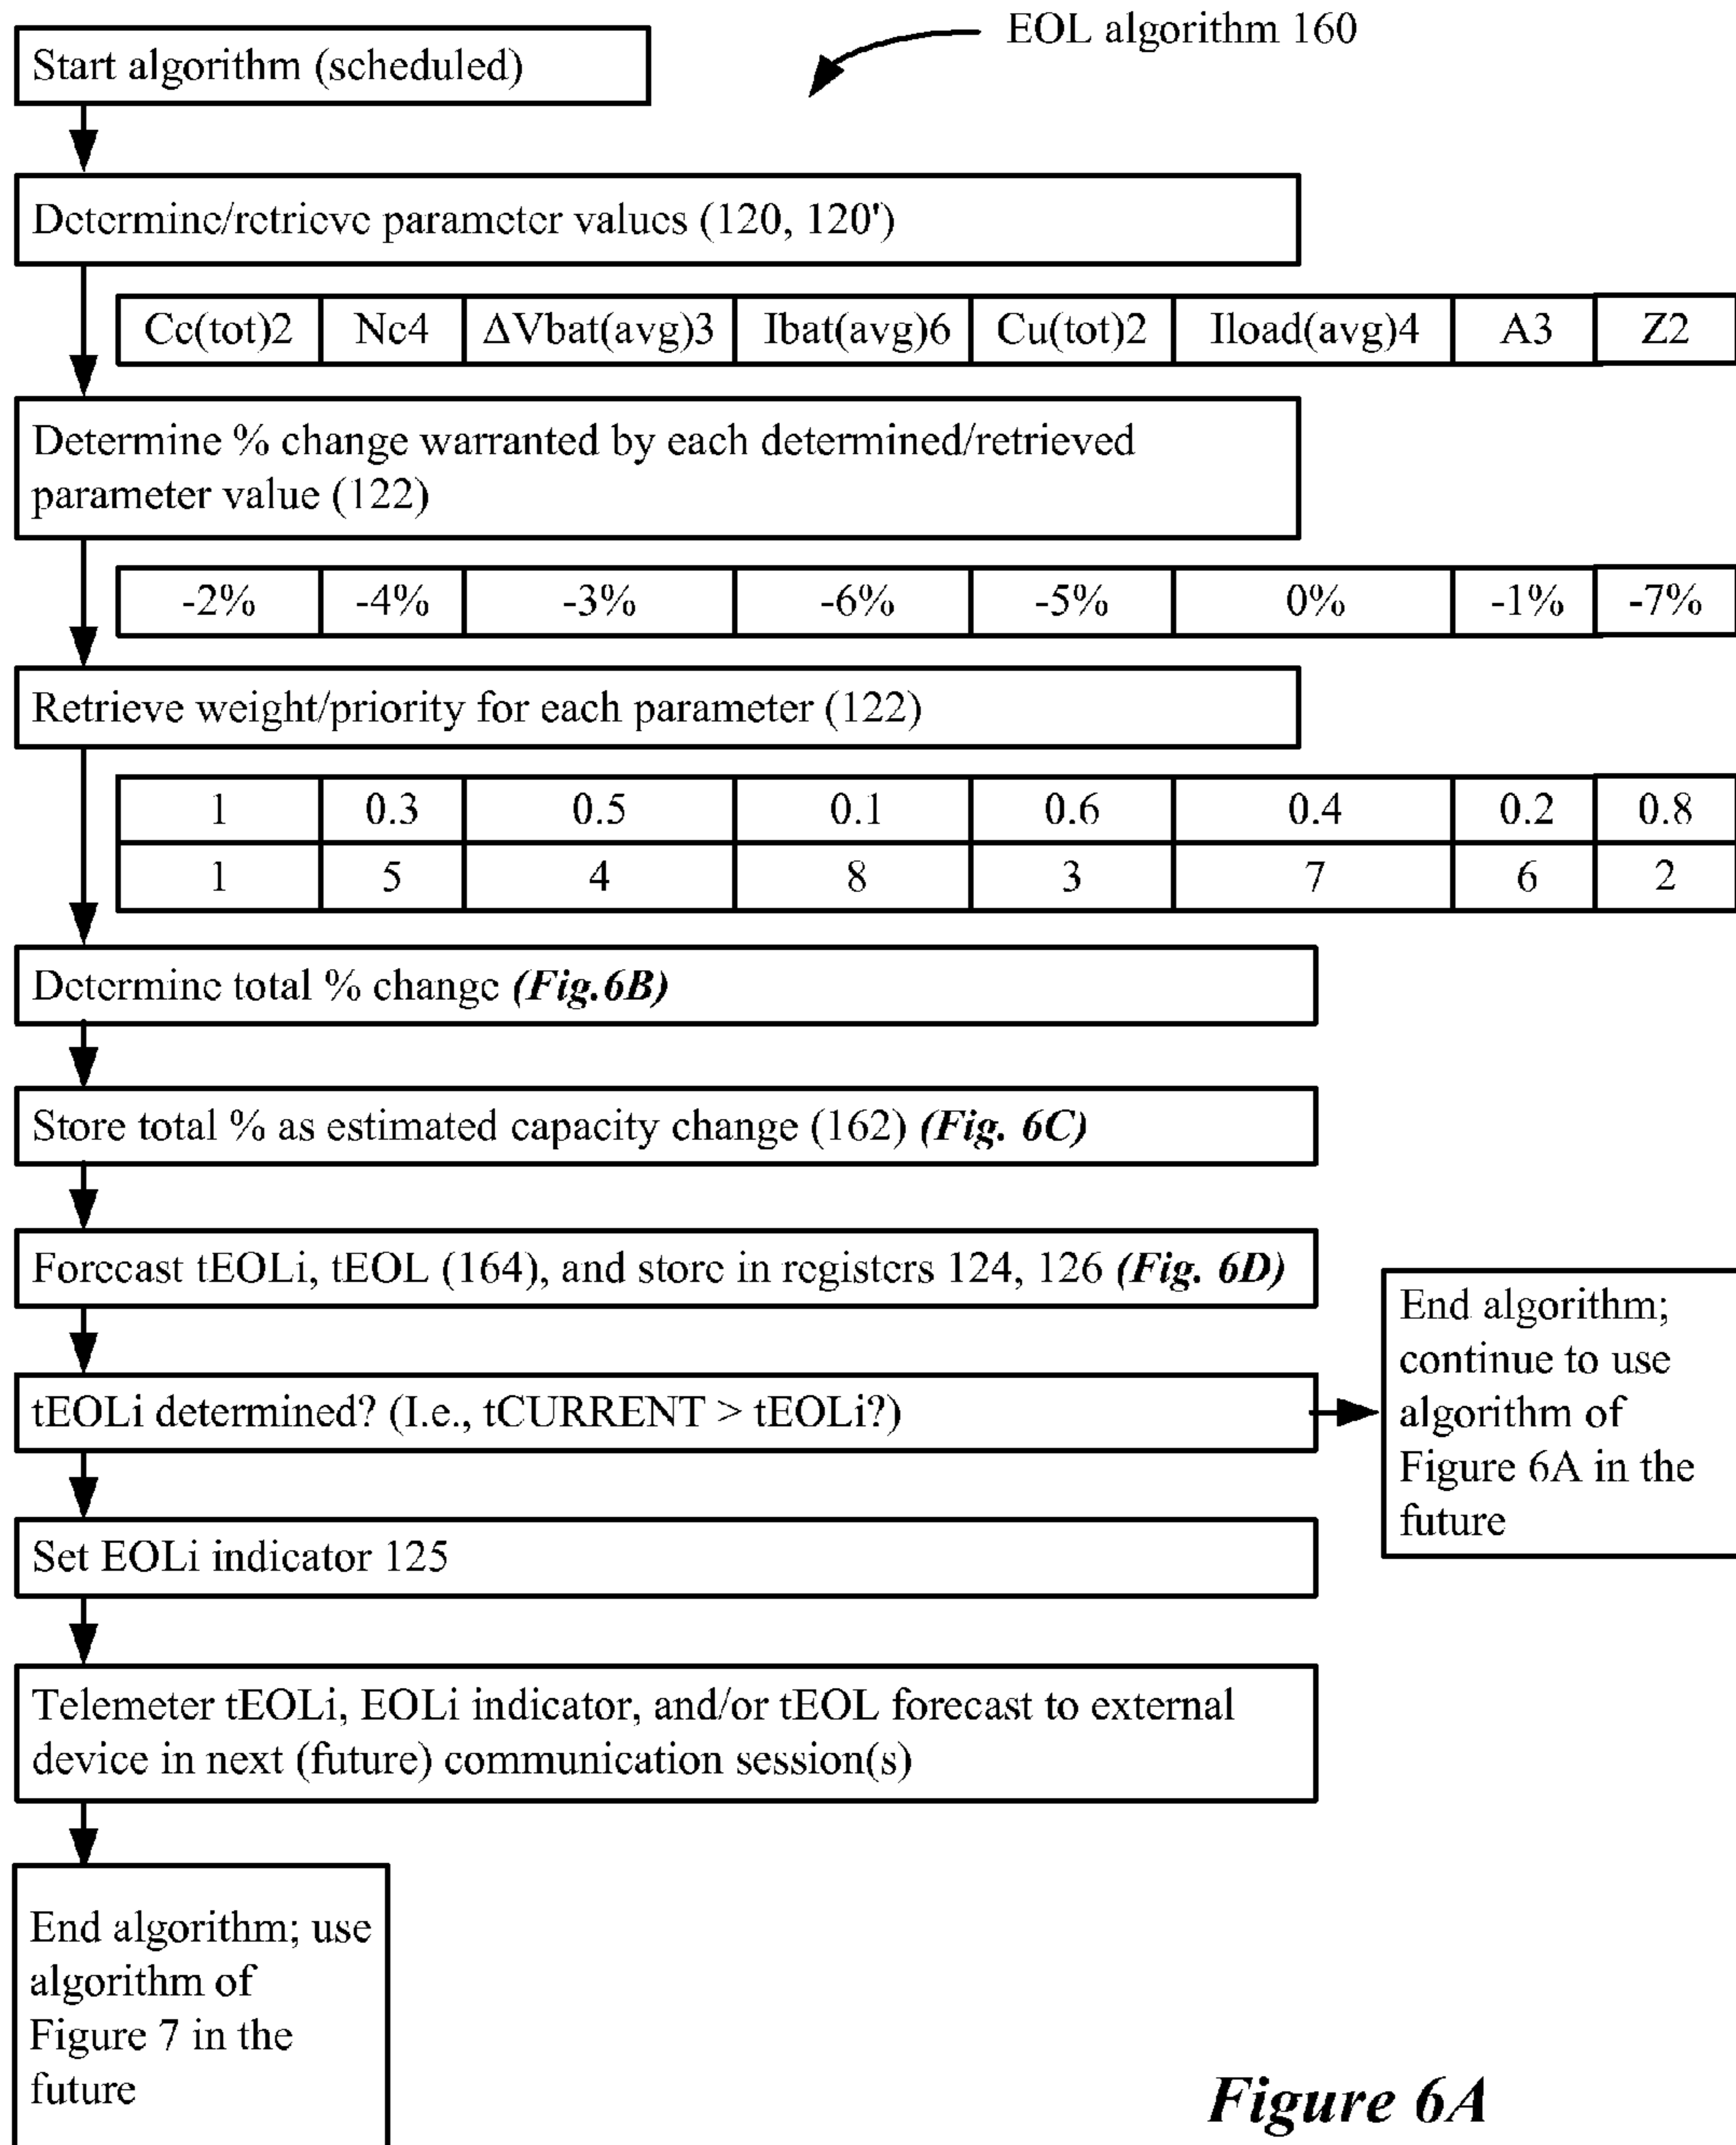 EOL algorithm 160
Start algorithm (scheduled)
Determine/retrieve parameter values (120, 120')
Cc(tot)2 Nc4 ΔVbat(avg)3 Ibat(avg)6 Cu(tot)2 Iload(avg)4 A3 Z2
Determine % change warranted by each determined/retrieved
parameter value (122)
-2% -4% -3% -6% -5% 0% -1% -7%
Retrieve weight/priority for each parameter (122)
1 0.3 0.5 0.1 0.6 0.4 0.2 0.8
1 5 4 8 3 7 6 2
Determine total % change (Fig.6B)
Store total % as estimated capacity change (162) (Fig. 6C)
Forecast tEOLi, tEOL (164), and store in registers 124, 126 (Fig. 6D)
tEOLi determined? (I.e., tCURRENT > tEOLi?)
End algorithm;
continue to use
algorithm of
Figure 6A in the
future
Set EOLi indicator 125
Telemeter tEOLi, EOLi indicator, and/or tEOL forecast to external
device in next (future) communication session(s)
End algorithm; use
algorithm of
Figure 7 in the
future
Figure 6A